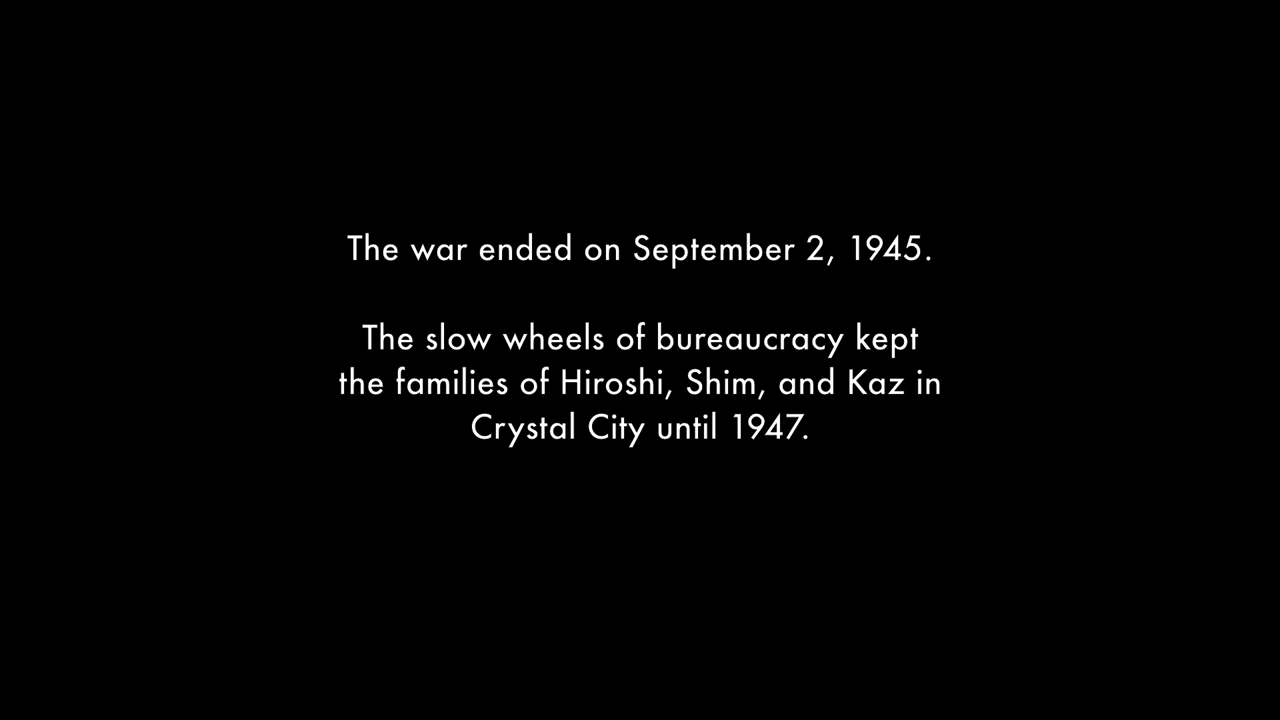 The war ended on September 2, 1945.
The slow wheels of bureaucracy kept
the families of Hiroshi, Shim, and Kaz in
Crystal City until 1947.